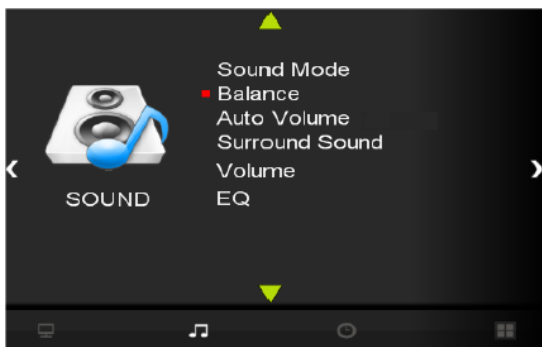 Sound Mode
Balance
Auto Volume
Surround Sound
Volume
EQ
SOUND